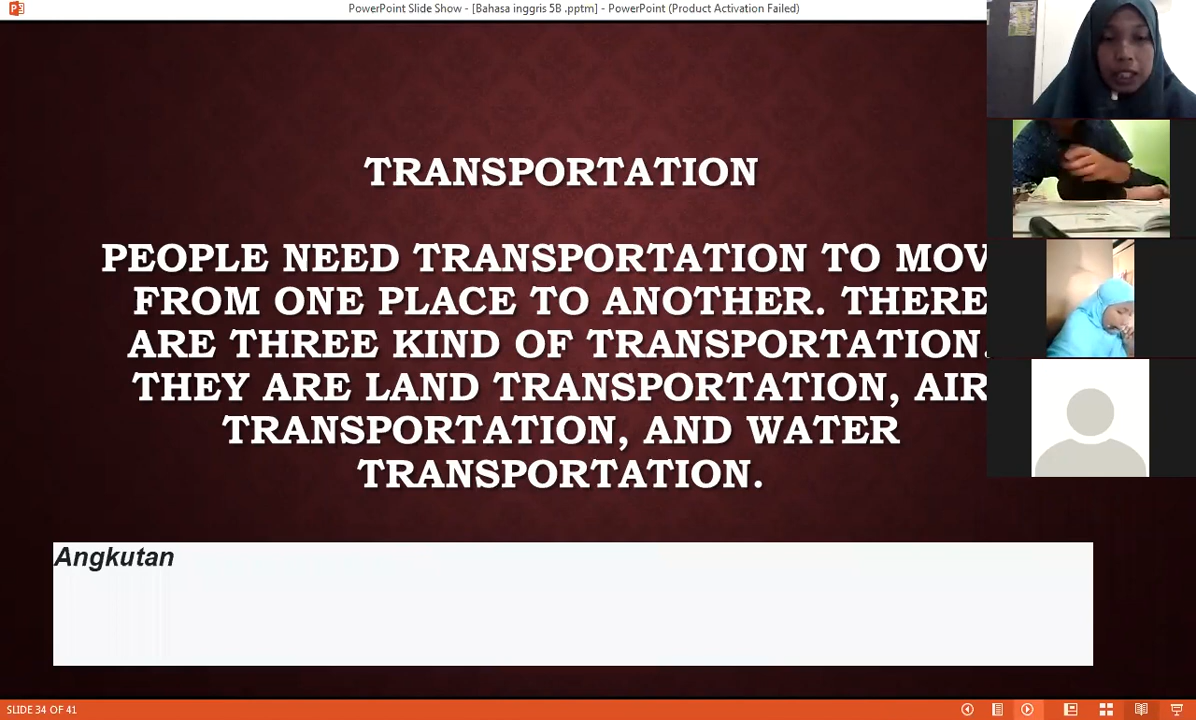 PowerPoint Slide Show - [Bahasa inggris 5B .pptm] - PowerPoint (Product Activation Failed)
TRANSPORTATION
PEOPLE NEED TRANSPORTATION TO MOV
FROM ONE PLACE TO ANOTHER. THERE
ARE THREE KIND OF TRANSPORTATION.
THEY ARE LAND TRANSPORTATION, AIR
TRANSPORTATION, AND WATER
TRANSPORTATION.
Angkutan
SLIDE 34 OF 41